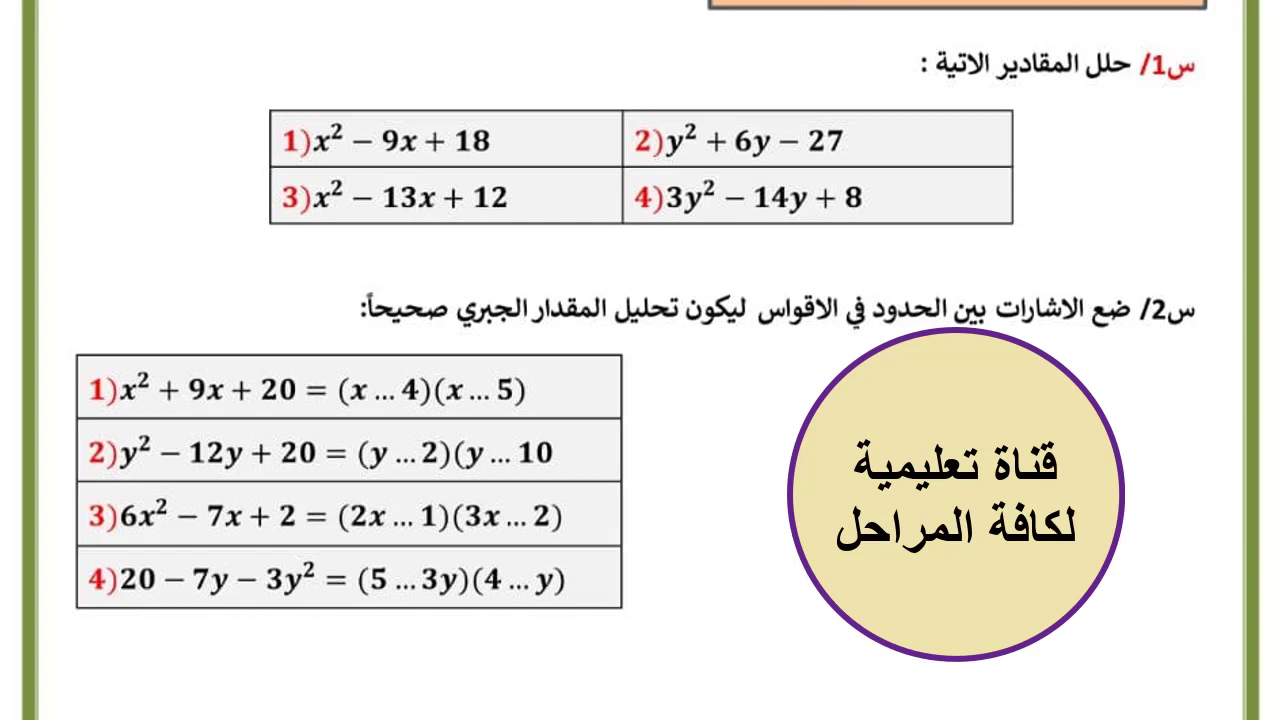 س1/ حلل المقادير الاتية :
1)x² − 9x + 18
2)y² + 6y − 27
3)x² − 13x + 12
4)3y² − 14y + 8
س2/ ضع الاشارات بين الحدود في الاقواس ليكون تحليل المقدار الجبري صحيحاً:
1)x² + 9x + 20 = (x ... 4)(x ... 5)
2)y² − 12y + 20 = (y ... 2)(y ... 10
3)6x² − 7x + 2 = (2x ... 1)(3x ... 2)
4)20 − 7y − 3y² = (5 ... 3y)(4 ... y)
قناة تعليمية
لكافة المراحل